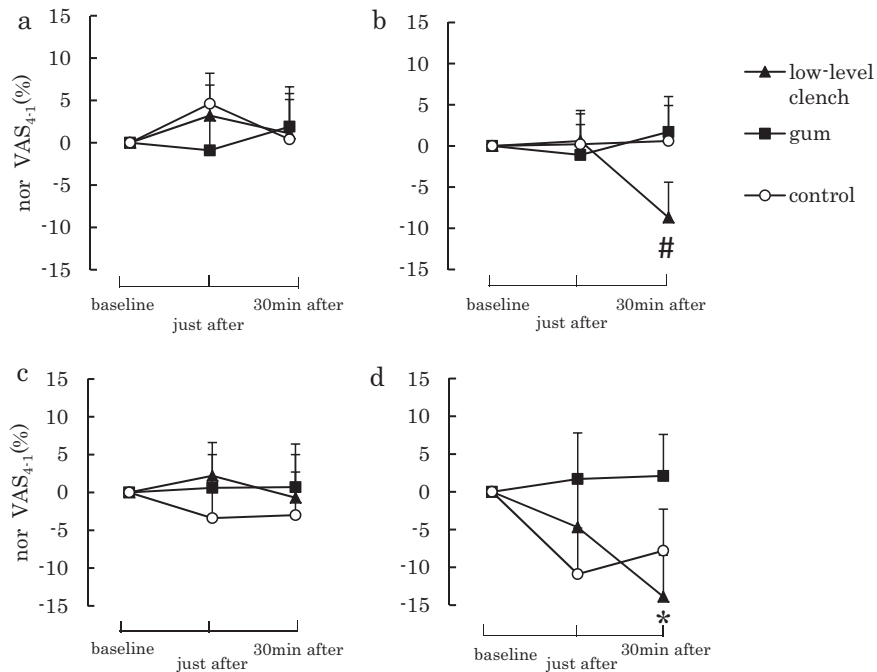 a
15
10
5
0
-5
-10
-15
nor VAS4-1(%)
baseline
just after
30min after
b
15
10
5
0
-5
-10
-15
#
baseline
just after
30min after
low-level
clench
gum
control
c
15
10
5
0
-5
-10
-15
nor VAS4-1(%)
baseline
just after
30min after
d
15
10
5
0
-5
-10
-15
*
baseline
just after
30min after